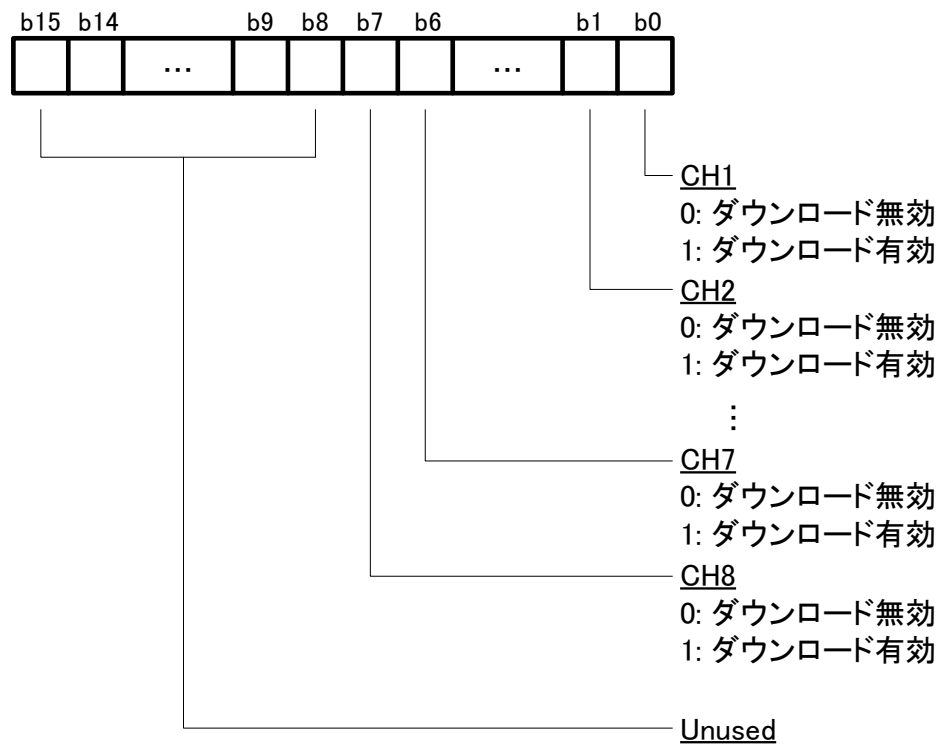 b15 b14 b9 b8 b7 b6 b1 b0
... ...
CH1
0: ダウンロード無効
1: ダウンロード有効
CH2
0: ダウンロード無効
1: ダウンロード有効
⋮
CH7
0: ダウンロード無効
1: ダウンロード有効
CH8
0: ダウンロード無効
1: ダウンロード有効
Unused